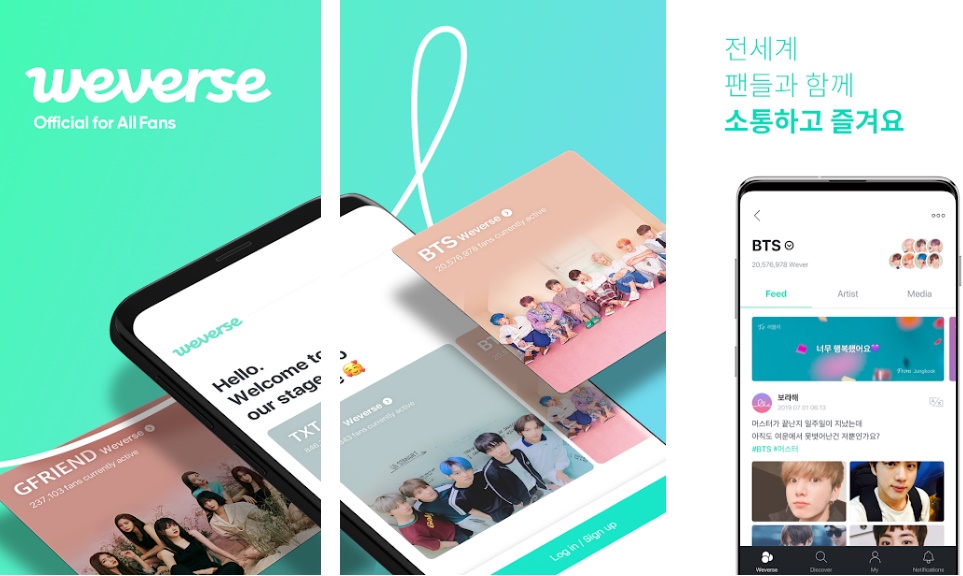 weverse
Official for All Fans
GFRIEND Weverse
237,103 fans currently active
weverse
Hello.
Welcome to
our stage
TXT Weverse
fans currently active
BTS Weverse
20,576,978 fans currently active
Log in / Sign up
전세계
팬들과 함께
소통하고 즐겨요
BTS
20,576,978 Wever
Feed
Artist
Media
너무 행복했어요💜
From Jungkook
보라해
2019.07.01 08:13
머스터가 끝난지 일주일이 지났는데
아직도 여운에서 못벗어난건 저뿐인가요?
#BTS #머스터
Weverse
Discover
My
Notifications